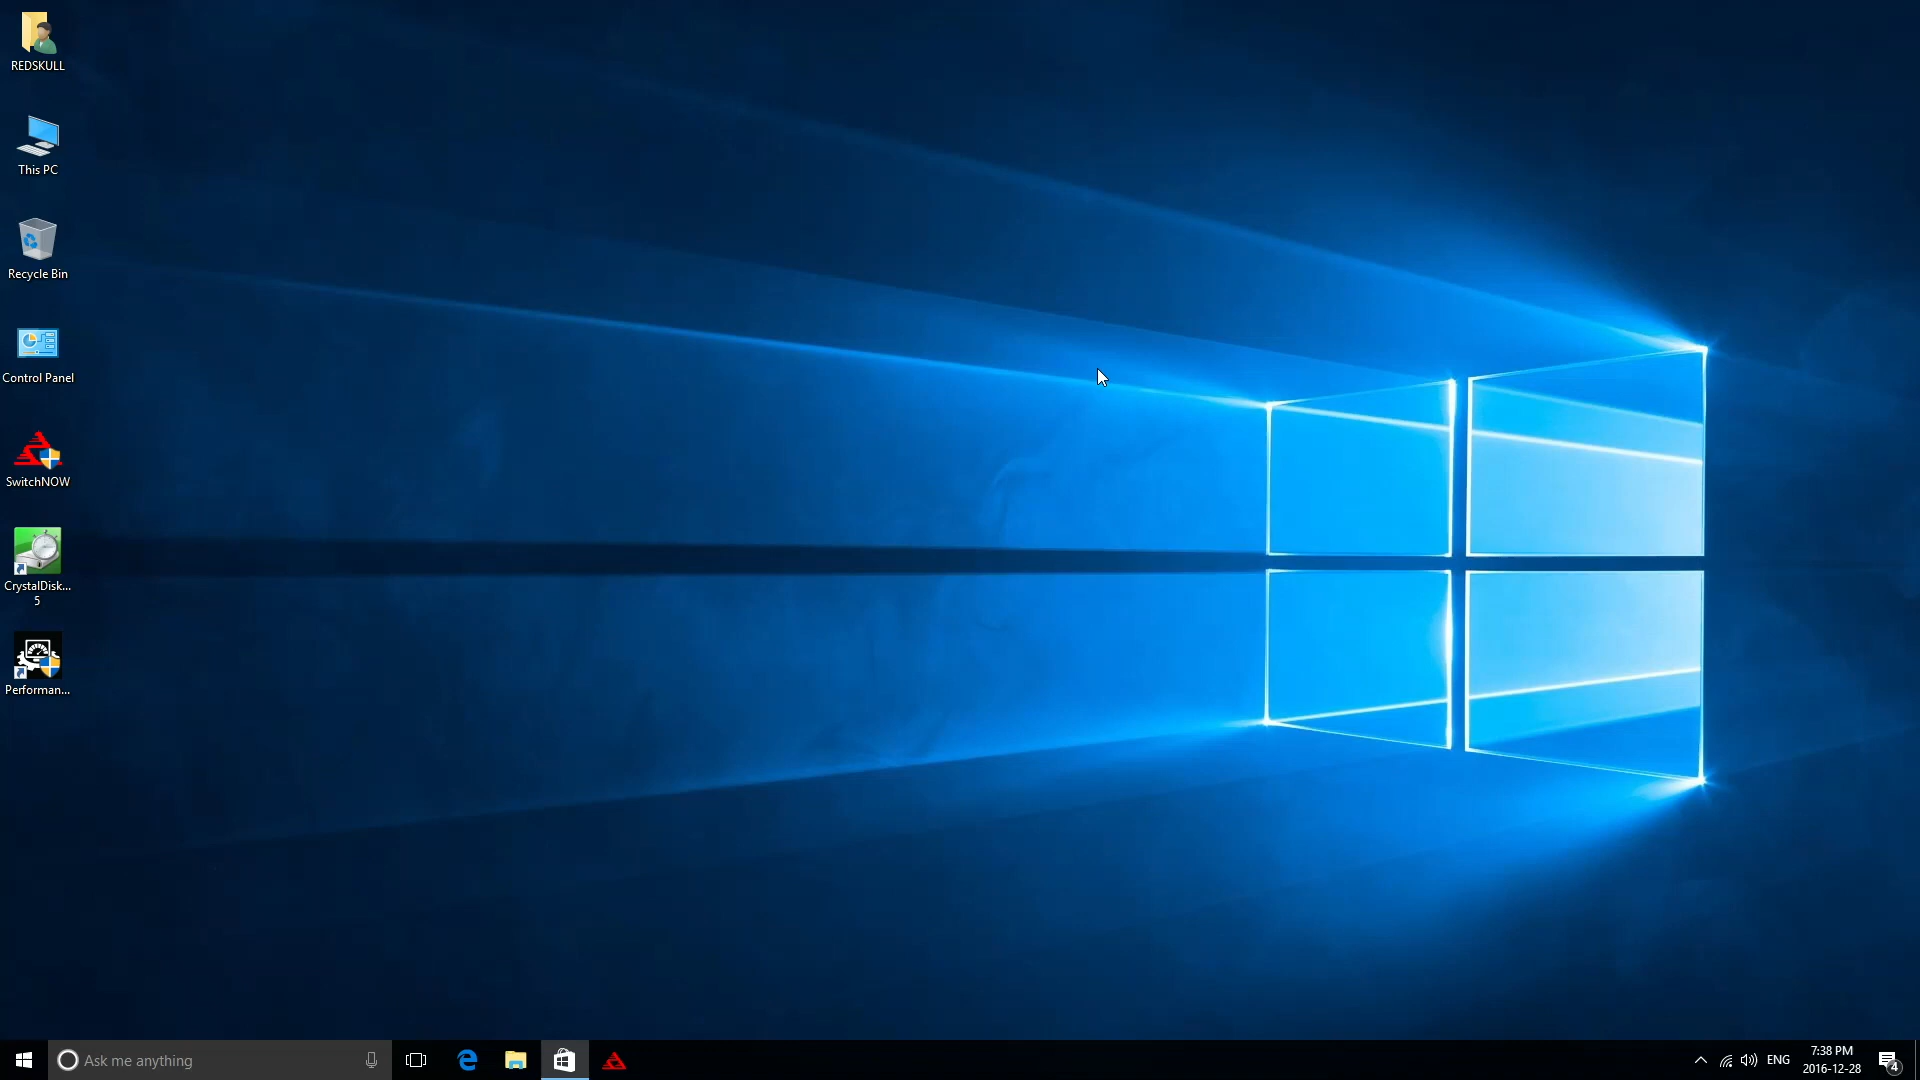 REDSKULL
This PC
Recycle Bin
Control Panel
SwitchNOW
CrystalDisk...
5
Performan...
Ask me anything
ENG
7:38 PM
2016-12-28
4